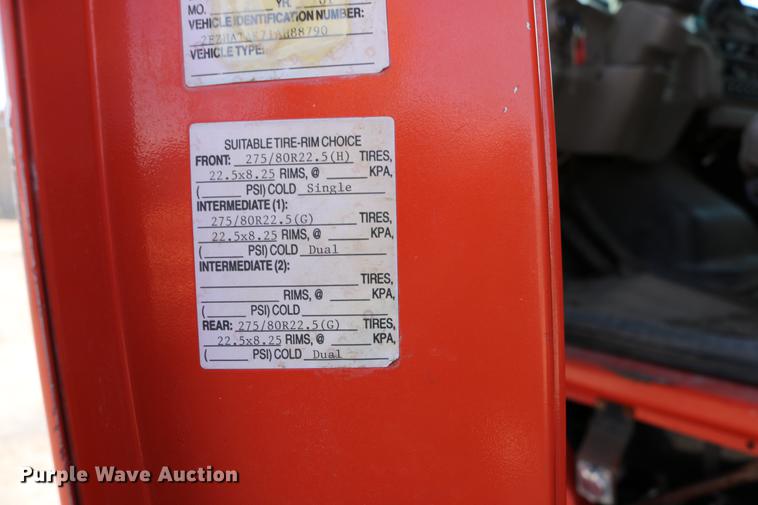 MO. YR. 01
VEHICLE IDENTIFICATION NUMBER:
VEHICLE TYPE:
SUITABLE TIRE-RIM CHOICE
FRONT: 275/80R22.5(H) TIRES,
22.5x8.25 RIMS, @ KPA,
( PSI) COLD Single
INTERMEDIATE (1):
275/80R22.5(G) TIRES,
22.5x8.25 RIMS, @ KPA,
( PSI) COLD Dual
INTERMEDIATE (2):
TIRES,
RIMS, @ KPA,
( PSI) COLD
REAR: 275/80R22.5(G) TIRES,
22.5x8.25 RIMS, @ KPA,
( PSI) COLD Dual
Purple Wave Auction